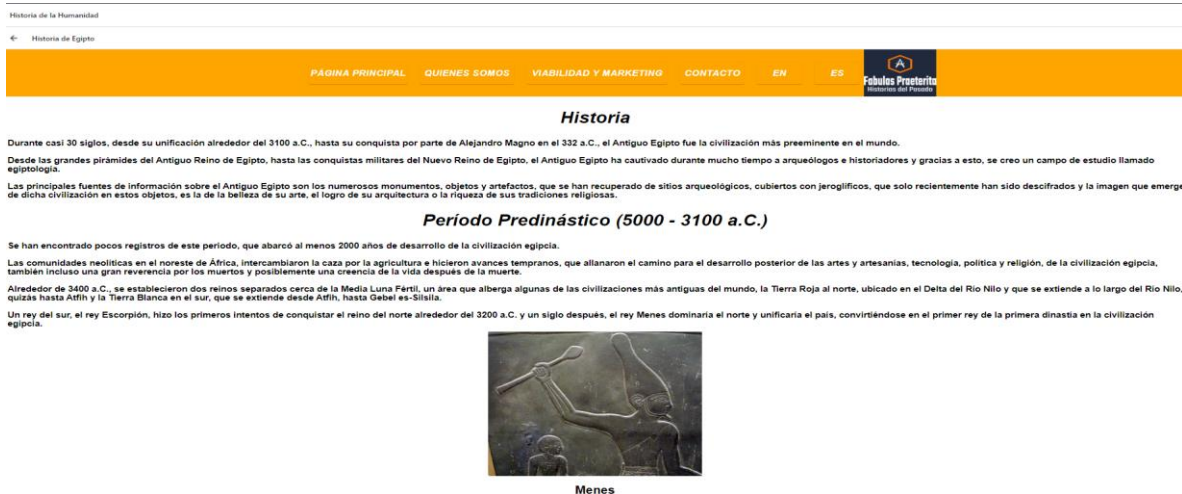 Historia de la Humanidad
← Historia de Egipto
PÁGINA PRINCIPAL QUIENES SOMOS VIABILIDAD Y MARKETING CONTACTO EN ES
Fabulas Praeterita
Historias del Pasado
Historia
Durante casi 30 siglos, desde su unificación alrededor del 3100 a.C., hasta su conquista por parte de Alejandro Magno en el 332 a.C., el Antiguo Egipto fue la civilización más preeminente en el mundo.
Desde las grandes pirámides del Antiguo Reino de Egipto, hasta las conquistas militares del Nuevo Reino de Egipto, el Antiguo Egipto ha cautivado durante mucho tiempo a arqueólogos e historiadores y gracias a esto, se creo un campo de estudio llamado
egiptología.
Las principales fuentes de información sobre el Antiguo Egipto son los numerosos monumentos, objetos y artefactos, que se han recuperado de sitios arqueológicos, cubiertos con jeroglíficos, que solo recientemente han sido descifrados y la imagen que emerge
de dicha civilización en estos objetos, es la de la belleza de su arte, el logro de su arquitectura o la riqueza de sus tradiciones religiosas.
Período Predinástico (5000 - 3100 a.C.)
Se han encontrado pocos registros de este periodo, que abarcó al menos 2000 años de desarrollo de la civilización egipcia.
Las comunidades neolíticas en el noreste de África, intercambiaron la caza por la agricultura e hicieron avances tempranos, que allanaron el camino para el desarrollo posterior de las artes y artesanías, tecnología, política y religión, de la civilización egipcia,
también incluso una gran reverencia por los muertos y posiblemente una creencia de la vida después de la muerte.
Alrededor de 3400 a.C., se establecieron dos reinos separados cerca de la Media Luna Fértil, un área que alberga algunas de las civilizaciones más antiguas del mundo, la Tierra Roja al norte, ubicado en el Delta del Río Nilo y que se extiende a lo largo del Río Nilo,
quizás hasta Atfih y la Tierra Blanca en el sur, que se extiende desde Atfih, hasta Gebel es-Silsila.
Un rey del sur, el rey Escorpión, hizo los primeros intentos de conquistar el reino del norte alrededor del 3200 a.C. y un siglo después, el rey Menes dominaría el norte y unificaría el país, convirtiéndose en el primer rey de la primera dinastía en la civilización
egipcia.
Menes